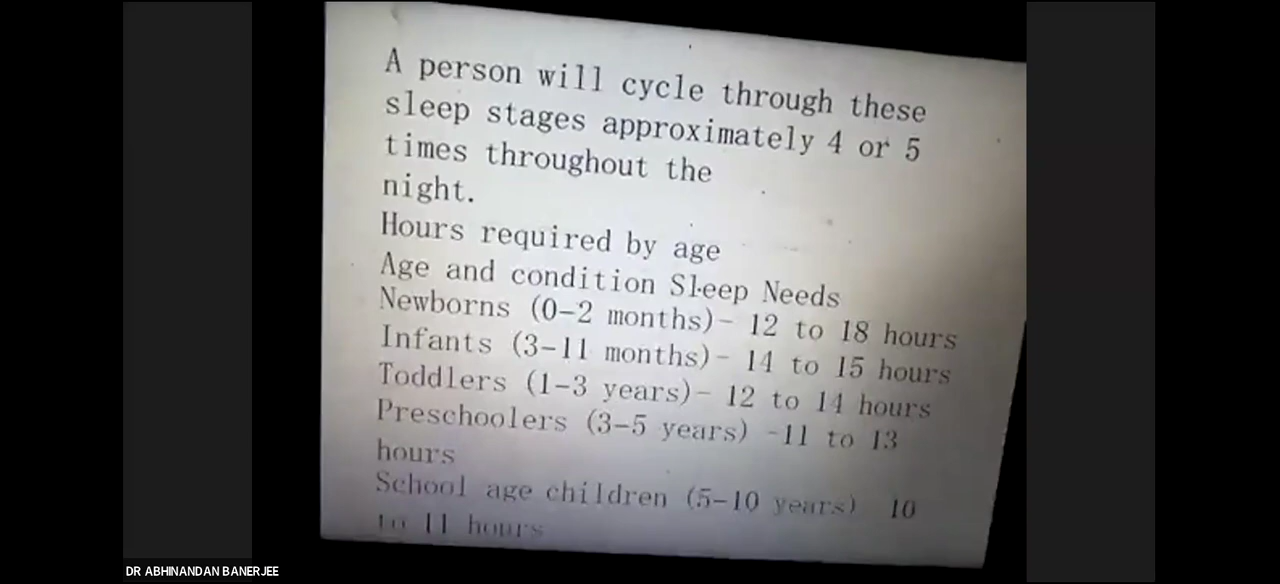 A person will cycle through these
sleep stages approximately 4 or 5
times throughout the
night.
Hours required by age
Age and condition Sleep Needs
Newborns (0-2 months)- 12 to 18 hours
Infants (3-11 months)- 14 to 15 hours
Toddlers (1-3 years)- 12 to 14 hours
Preschoolers (3-5 years) -11 to 13
hours
School age children (5-10 years) 10
to 11 hours
DR ABHINANDAN BANERJEE